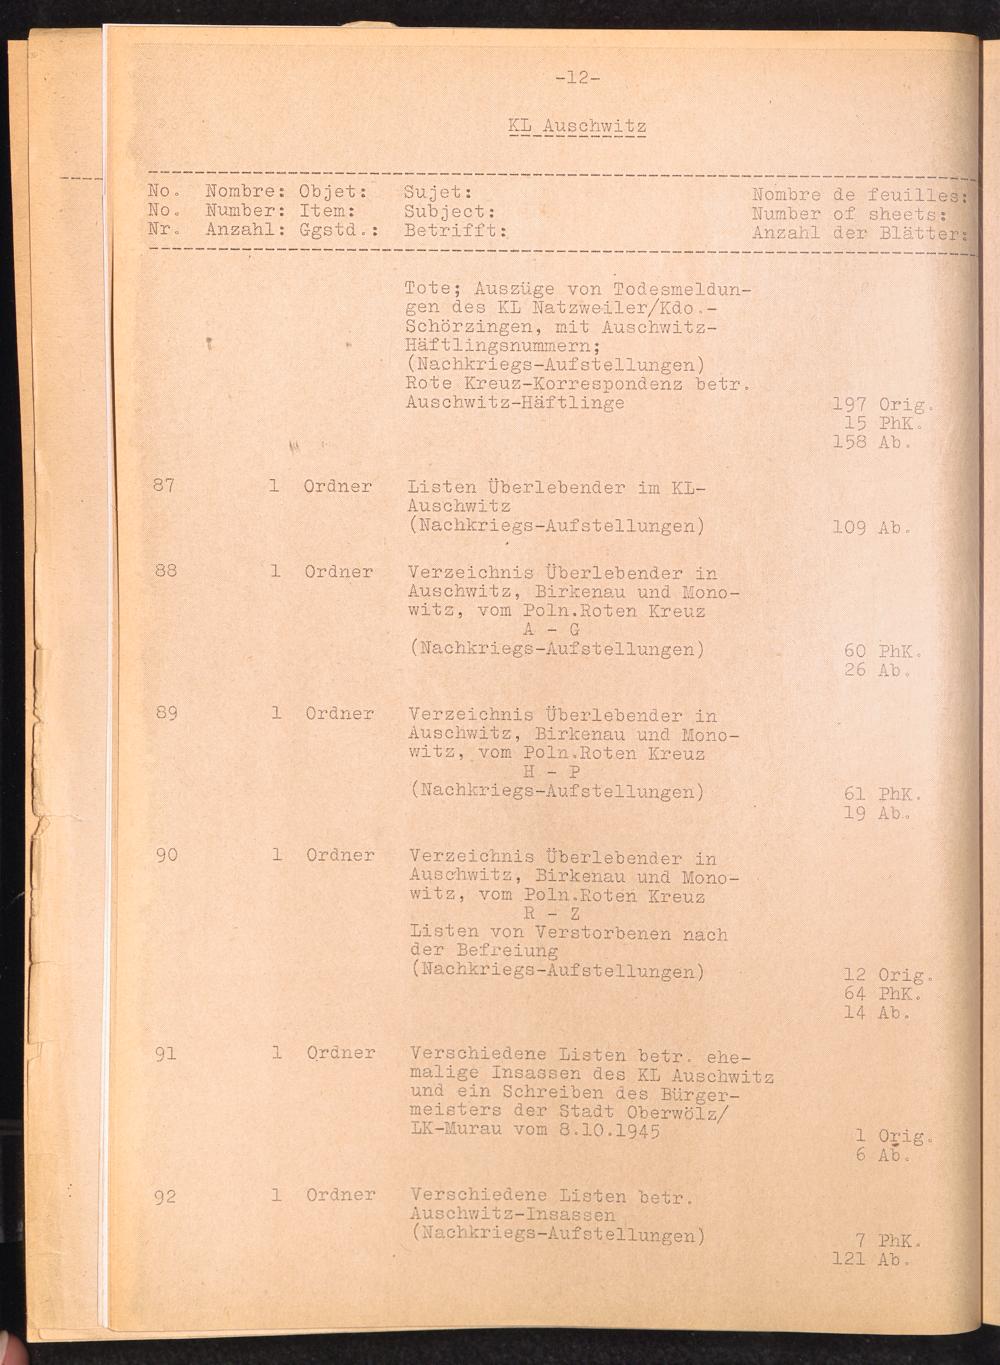 -12-
KL Auschwitz
No. Nombre: Objet: Sujet: Nombre de feuilles:
No. Number: Item: Subject: Number of sheets:
Nr. Anzahl: Ggstd.: Betrifft: Anzahl der Blätter:
Tote; Auszüge von Todesmeldun-
gen des KL Natzweiler/Kdo.-
Schörzingen, mit Auschwitz-
Häftlingsnummern;
(Nachkriegs-Aufstellungen)
Rote Kreuz-Korrespondenz betr.
Auschwitz-Häftlinge 197 Orig.
15 PhK.
158 Ab.
87 1 Ordner Listen Überlebender im KL-
Auschwitz
(Nachkriegs-Aufstellungen) 109 Ab.
88 1 Ordner Verzeichnis Überlebender in
Auschwitz, Birkenau und Mono-
witz, vom Poln.Roten Kreuz
A - G
(Nachkriegs-Aufstellungen) 60 PhK.
26 Ab.
89 1 Ordner Verzeichnis Überlebender in
Auschwitz, Birkenau und Mono-
witz, vom Poln.Roten Kreuz
H - P
(Nachkriegs-Aufstellungen) 61 PhK.
19 Ab.
90 1 Ordner Verzeichnis Überlebender in
Auschwitz, Birkenau und Mono-
witz, vom Poln.Roten Kreuz
R - Z
Listen von Verstorbenen nach
der Befreiung
(Nachkriegs-Aufstellungen) 12 Orig.
64 PhK.
14 Ab.
91 1 Ordner Verschiedene Listen betr. ehe-
malige Insassen des KL Auschwitz
und ein Schreiben des Bürger-
meisters der Stadt Oberwölz/
LK-Murau vom 8.10.1945 1 Orig.
6 Ab.
92 1 Ordner Verschiedene Listen betr.
Auschwitz-Insassen
(Nachkriegs-Aufstellungen) 7 PhK.
121 Ab.